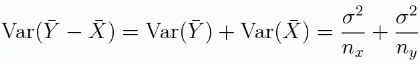 Var(Ȳ − X̄) = Var(Ȳ) + Var(X̄) = σ²/nₓ + σ²/n_y